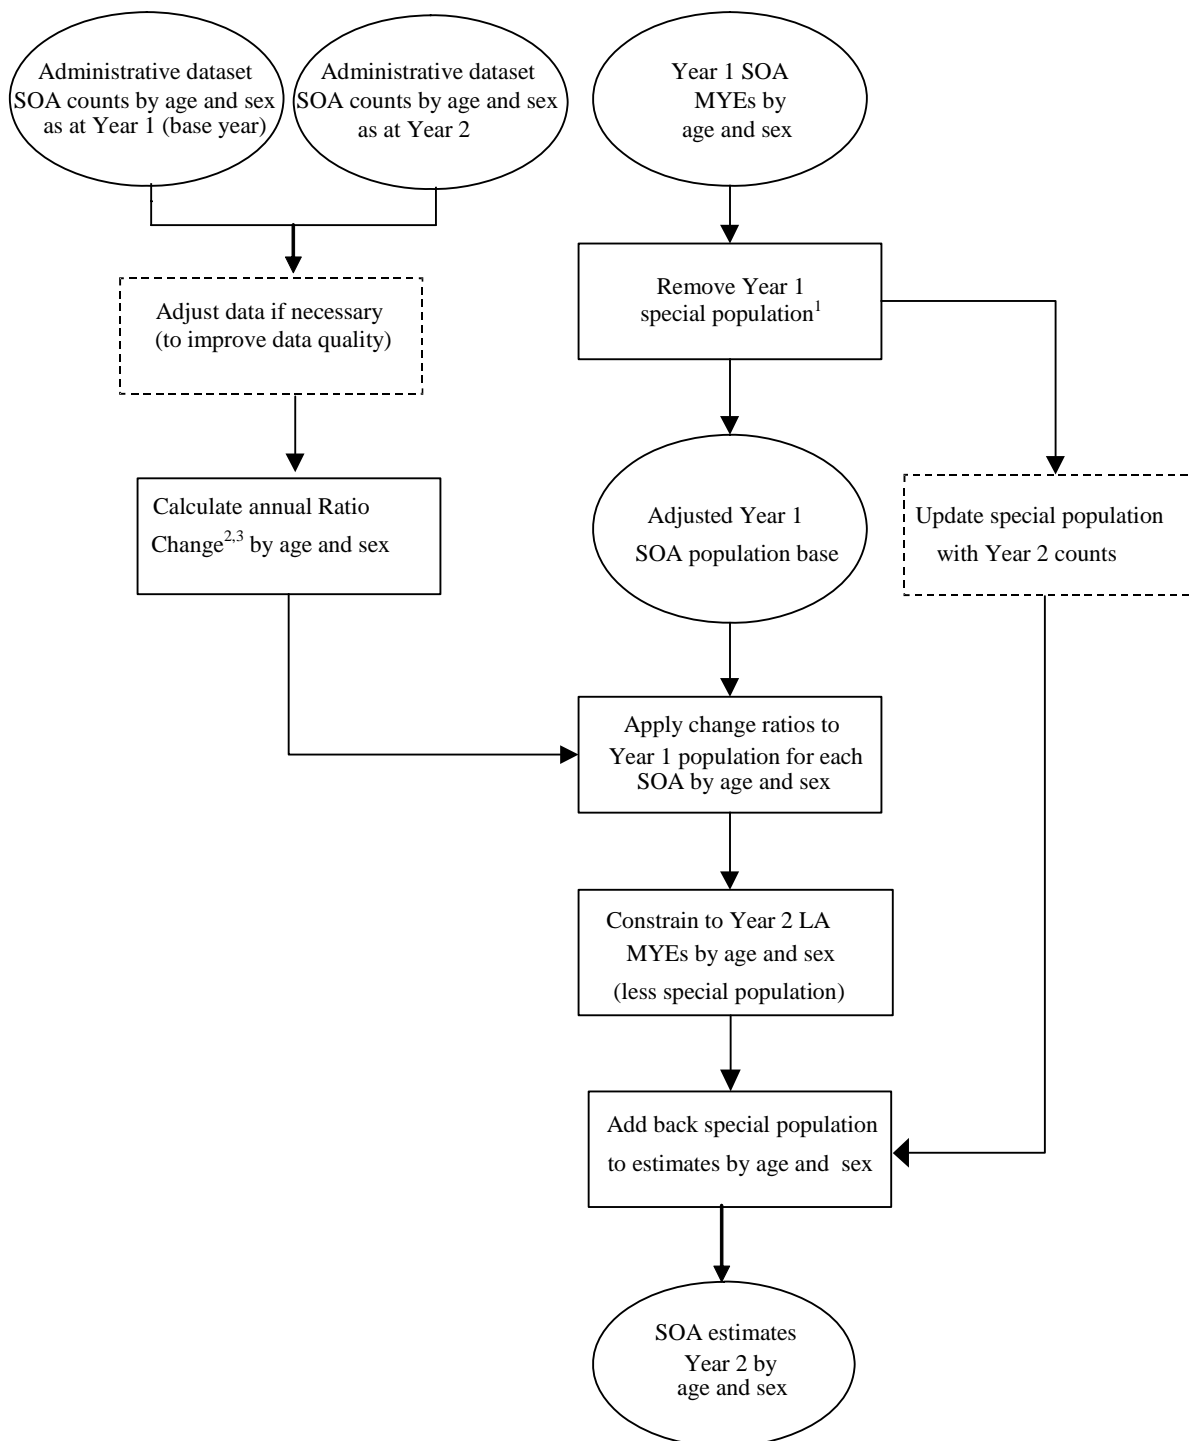 Administrative dataset
SOA counts by age and sex
as at Year 1 (base year)
Administrative dataset
SOA counts by age and sex
as at Year 2
Year 1 SOA
MYEs by
age and sex
Adjust data if necessary
(to improve data quality)
Remove Year 1
special population¹
Calculate annual Ratio
Change²,³ by age and sex
Adjusted Year 1
SOA population base
Update special population
with Year 2 counts
Apply change ratios to
Year 1 population for each
SOA by age and sex
Constrain to Year 2 LA
MYEs by age and sex
(less special population)
Add back special population
to estimates by age and sex
SOA estimates
Year 2 by
age and sex